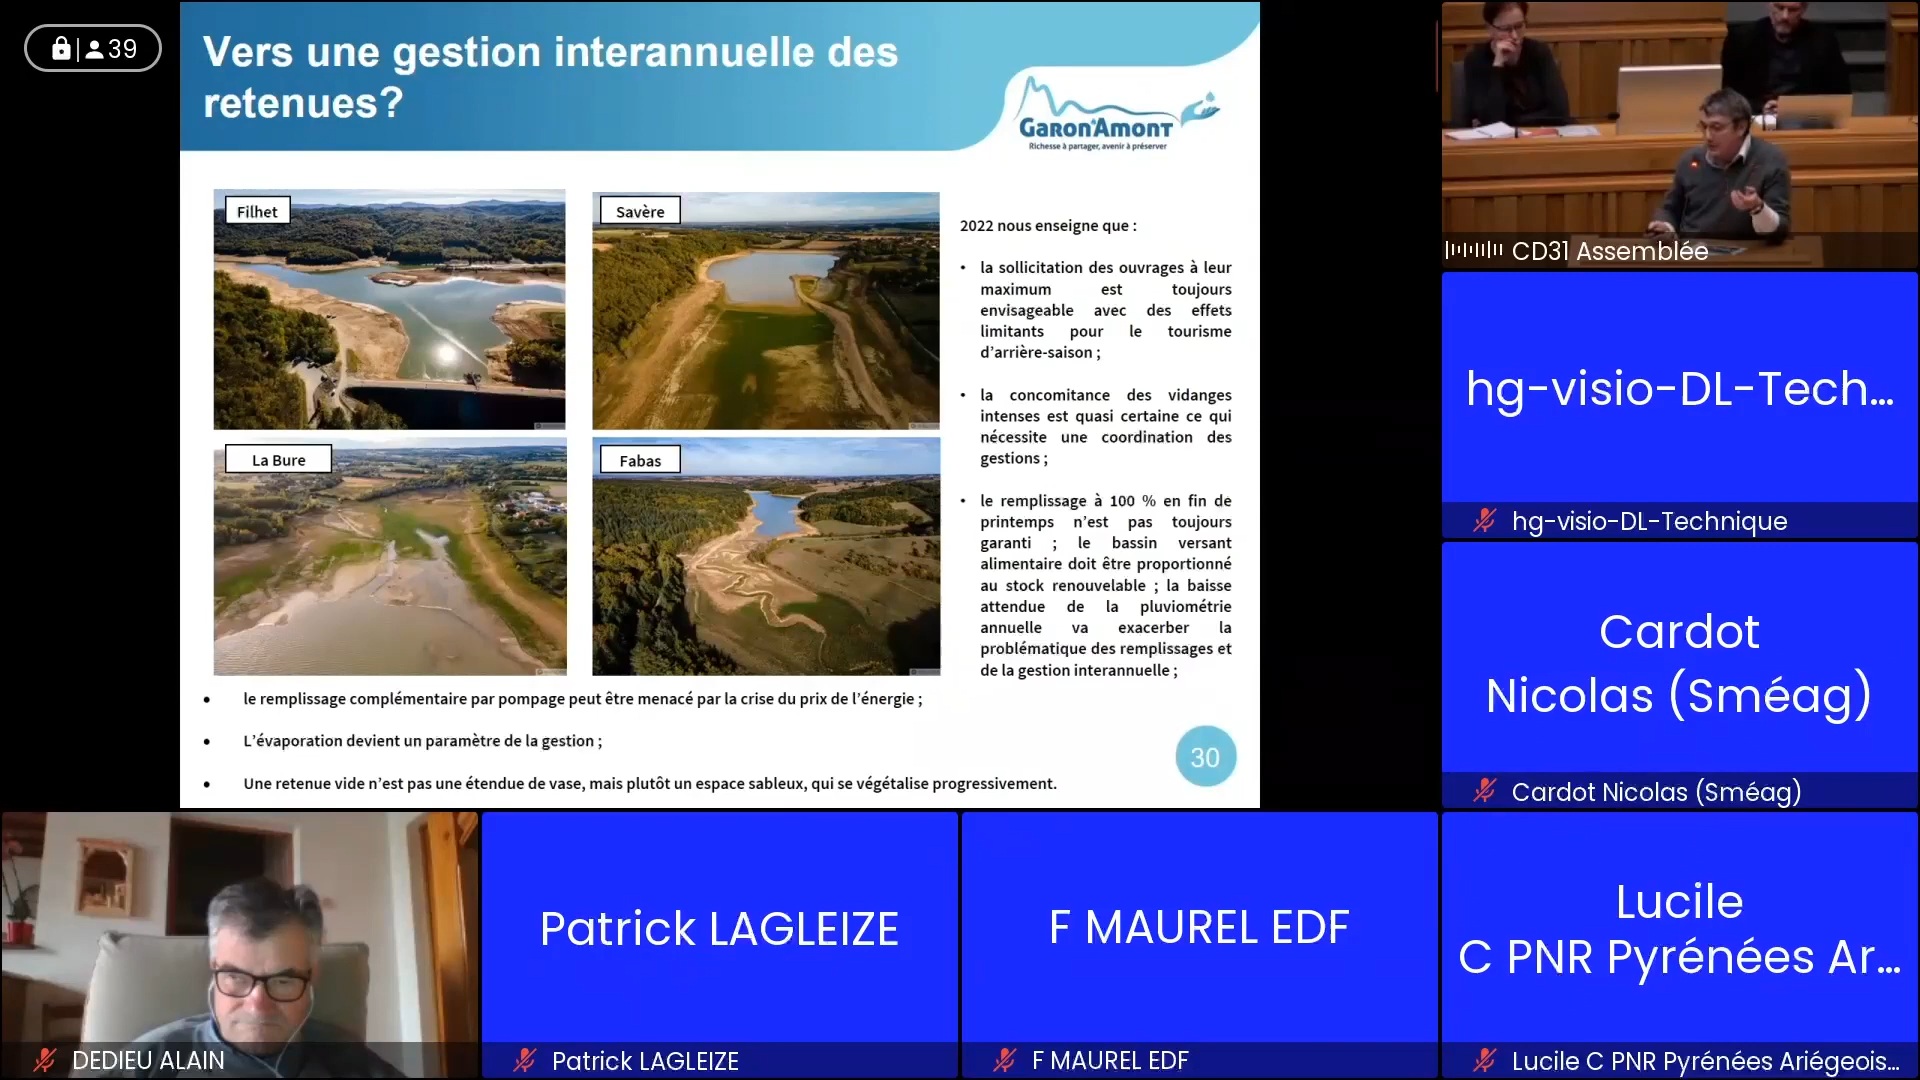 39
Vers une gestion interannuelle des
retenues?
GARON'AMONT
Richesse à partager, avenir à préserver
Filhet
Savère
La Bure
Fabas
2022 nous enseigne que :
• la sollicitation des ouvrages à leur
maximum est toujours
envisageable avec des effets
limitants pour le tourisme
d'arrière-saison ;
• la concomitance des vidanges
intenses est quasi certaine ce qui
nécessite une coordination des
gestions ;
• le remplissage à 100 % en fin de
printemps n'est pas toujours
garanti ; le bassin versant
alimentaire doit être proportionné
au stock renouvelable ; la baisse
attendue de la pluviométrie
annuelle va exacerber la
problématique des remplissages et
de la gestion interannuelle ;
• le remplissage complémentaire par pompage peut être menacé par la crise du prix de l'énergie ;
• L'évaporation devient un paramètre de la gestion ;
• Une retenue vide n'est pas une étendue de vase, mais plutôt un espace sableux, qui se végétalise progressivement.
30
CD31 Assemblée
hg-visio-DL-Tech...
hg-visio-DL-Technique
Cardot
Nicolas (Sméag)
Cardot Nicolas (Sméag)
DEDIEU ALAIN
Patrick LAGLEIZE
Patrick LAGLEIZE
F MAUREL EDF
F MAUREL EDF
Lucile
C PNR Pyrénées Ar...
Lucile C PNR Pyrénées Ariégeois...